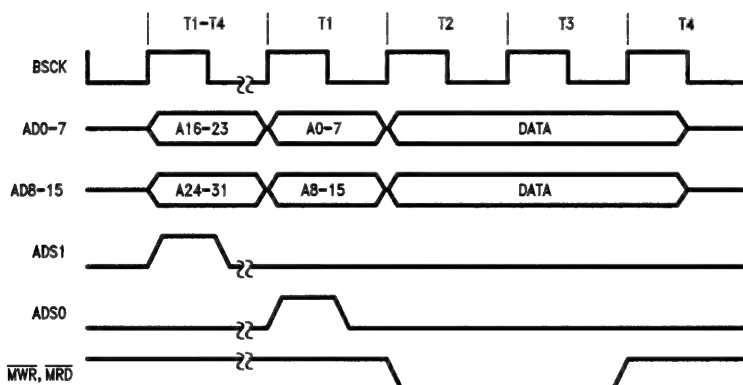 T1-T4 T1 T2 T3 T4
BSCK
AD0-7 A16-23 A0-7 DATA
AD8-15 A24-31 A8-15 DATA
ADS1
ADS0
MWR, MRD